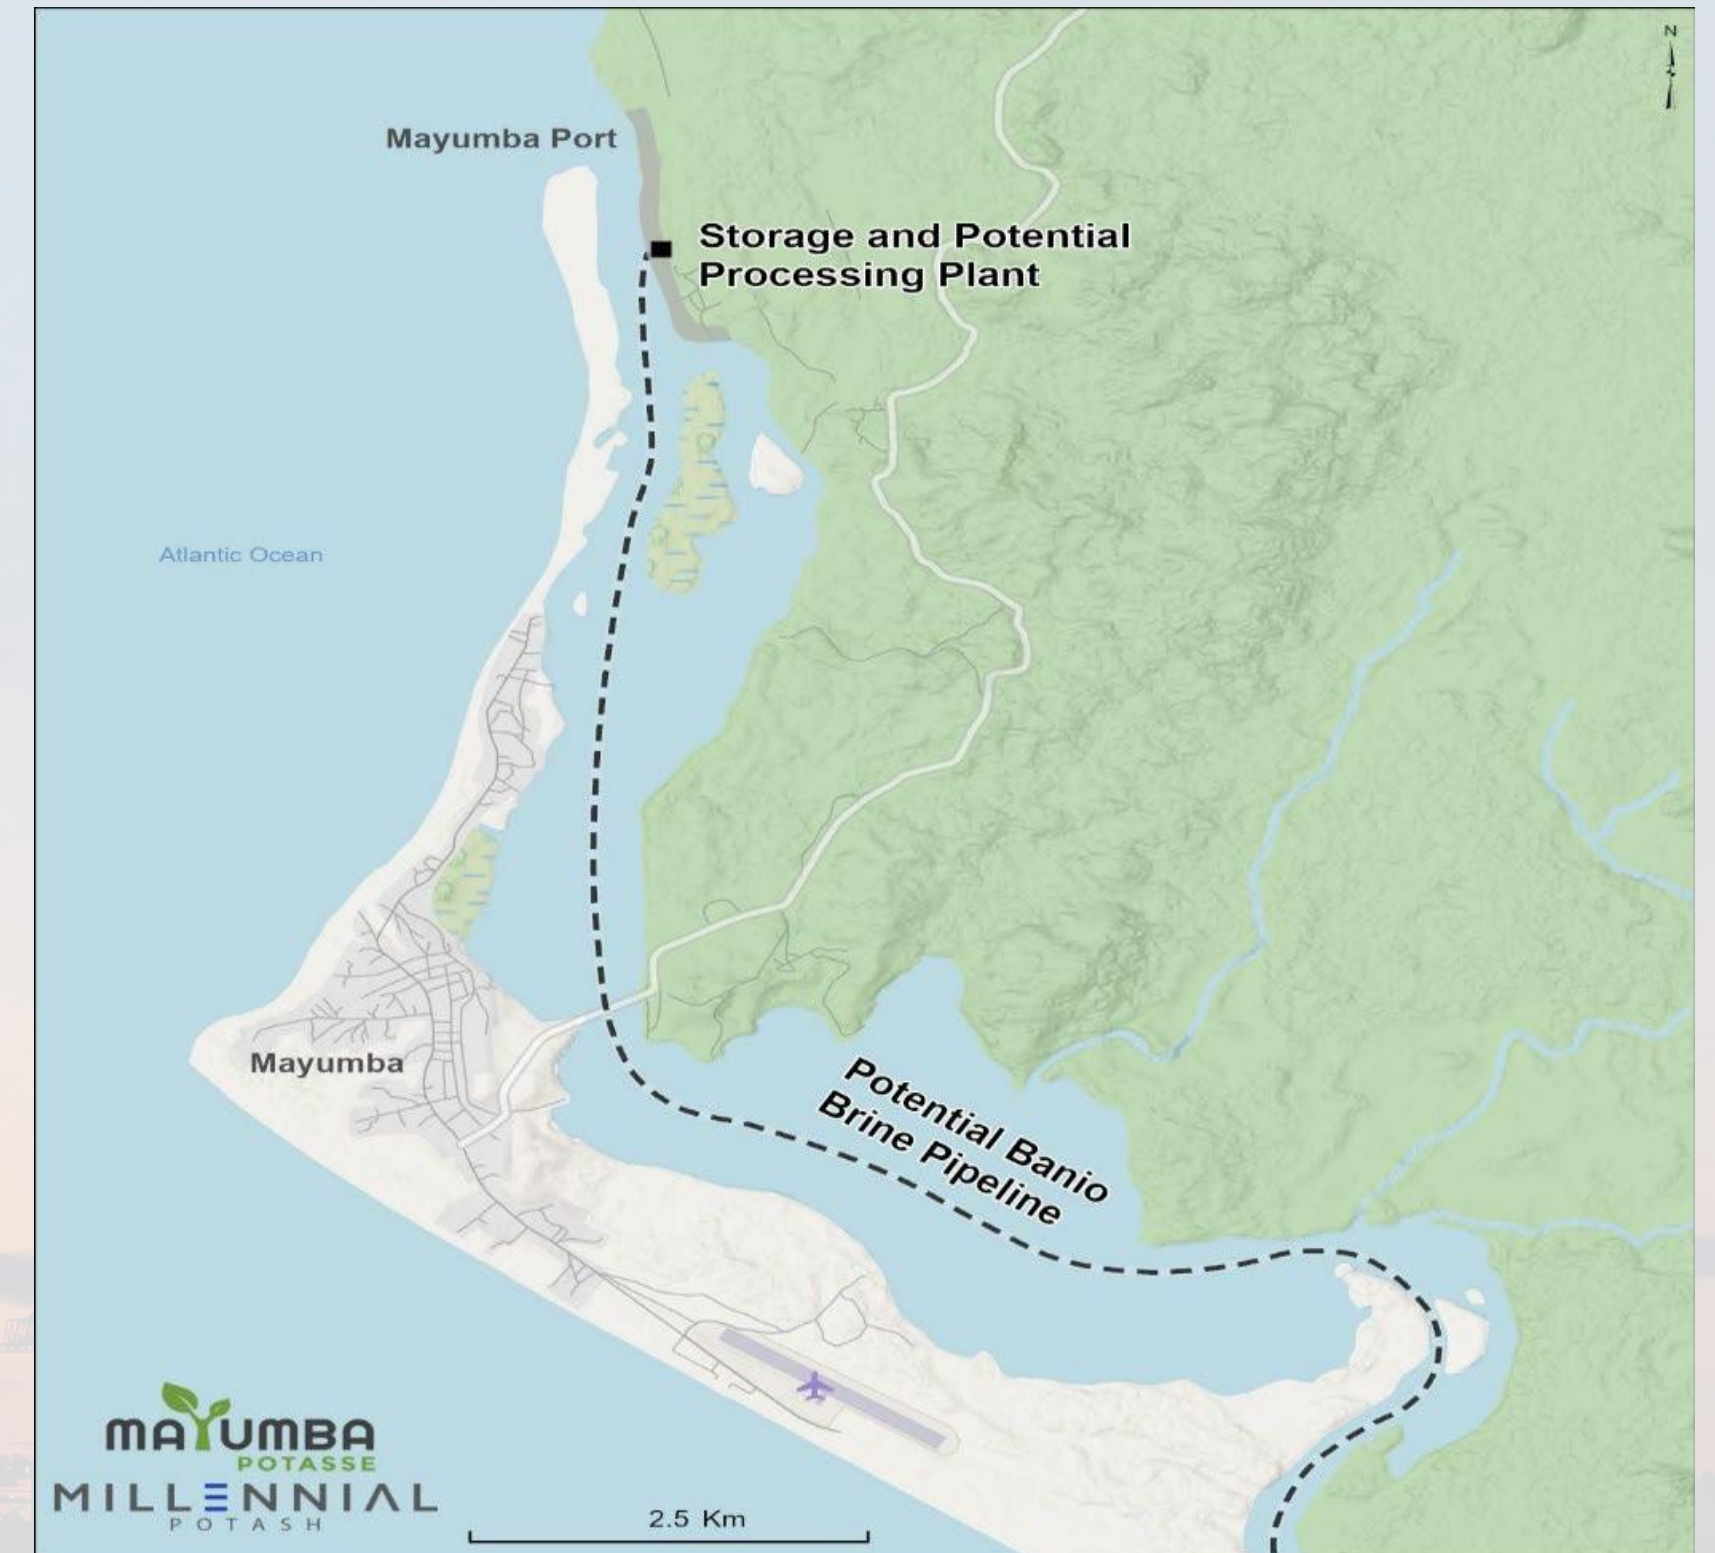 N
Mayumba Port
Storage and Potential
Processing Plant
Atlantic Ocean
Mayumba
Potential Banio
Brine Pipeline
MAYUMBA
POTASSE
MILLENNIAL
POTASH
2.5 Km